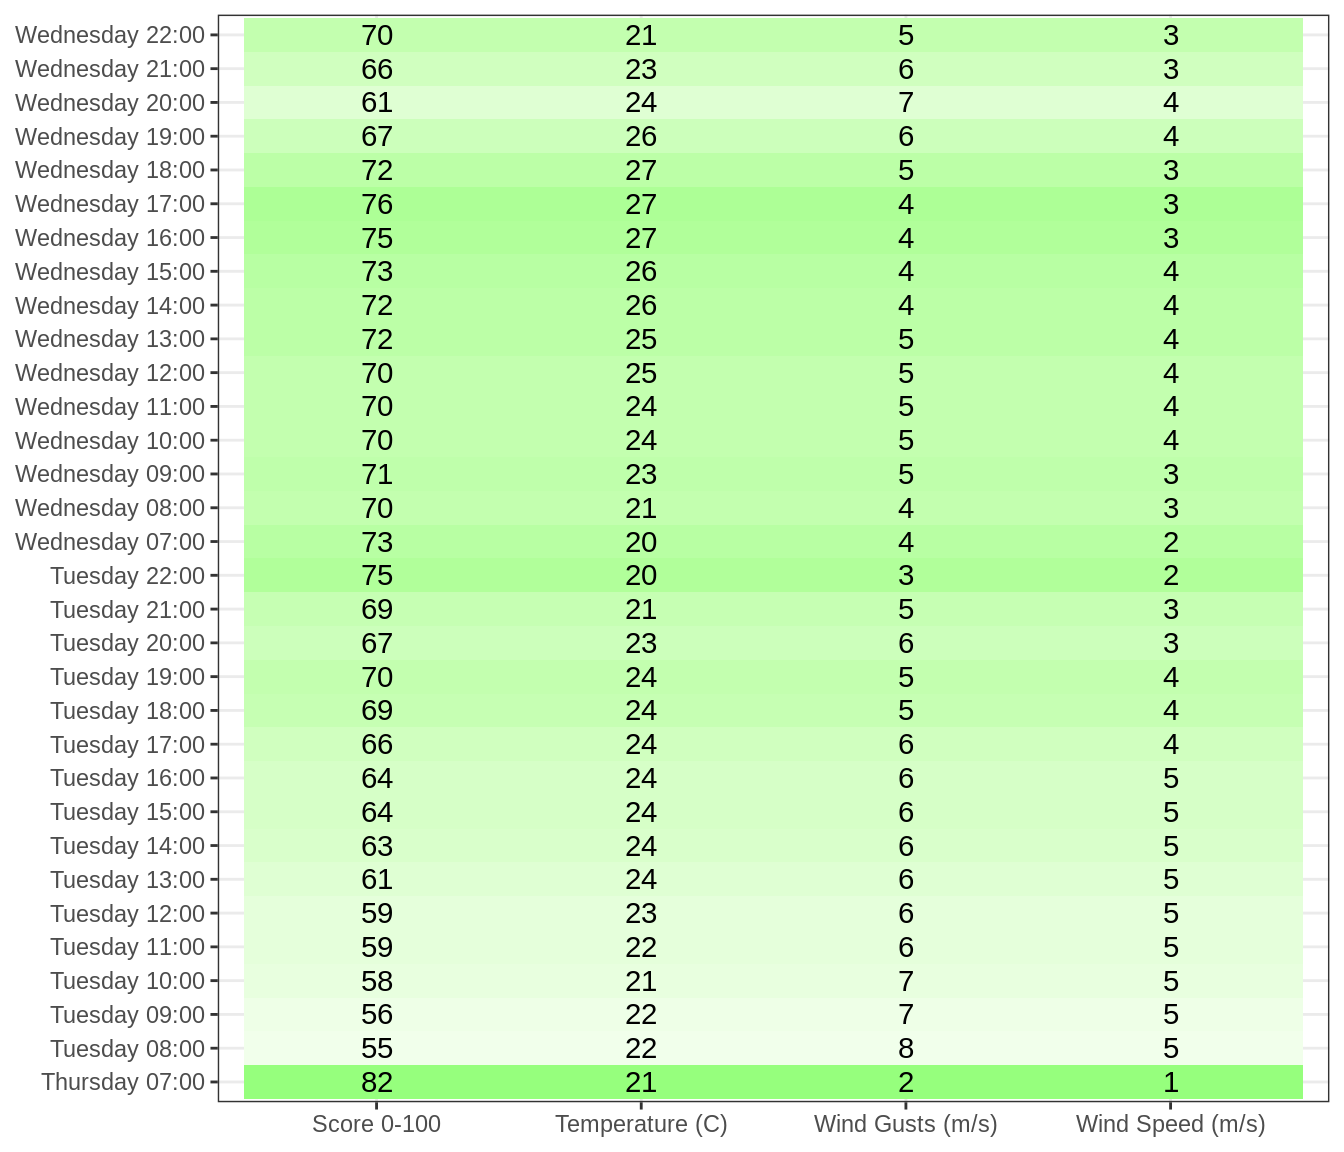 Wednesday 22:00 70 21 5 3
Wednesday 21:00 66 23 6 3
Wednesday 20:00 61 24 7 4
Wednesday 19:00 67 26 6 4
Wednesday 18:00 72 27 5 3
Wednesday 17:00 76 27 4 3
Wednesday 16:00 75 27 4 3
Wednesday 15:00 73 26 4 4
Wednesday 14:00 72 26 4 4
Wednesday 13:00 72 25 5 4
Wednesday 12:00 70 25 5 4
Wednesday 11:00 70 24 5 4
Wednesday 10:00 70 24 5 4
Wednesday 09:00 71 23 5 3
Wednesday 08:00 70 21 4 3
Wednesday 07:00 73 20 4 2
Tuesday 22:00 75 20 3 2
Tuesday 21:00 69 21 5 3
Tuesday 20:00 67 23 6 3
Tuesday 19:00 70 24 5 4
Tuesday 18:00 69 24 5 4
Tuesday 17:00 66 24 6 4
Tuesday 16:00 64 24 6 5
Tuesday 15:00 64 24 6 5
Tuesday 14:00 63 24 6 5
Tuesday 13:00 61 24 6 5
Tuesday 12:00 59 23 6 5
Tuesday 11:00 59 22 6 5
Tuesday 10:00 58 21 7 5
Tuesday 09:00 56 22 7 5
Tuesday 08:00 55 22 8 5
Thursday 07:00 82 21 2 1
Score 0-100 Temperature (C) Wind Gusts (m/s) Wind Speed (m/s)